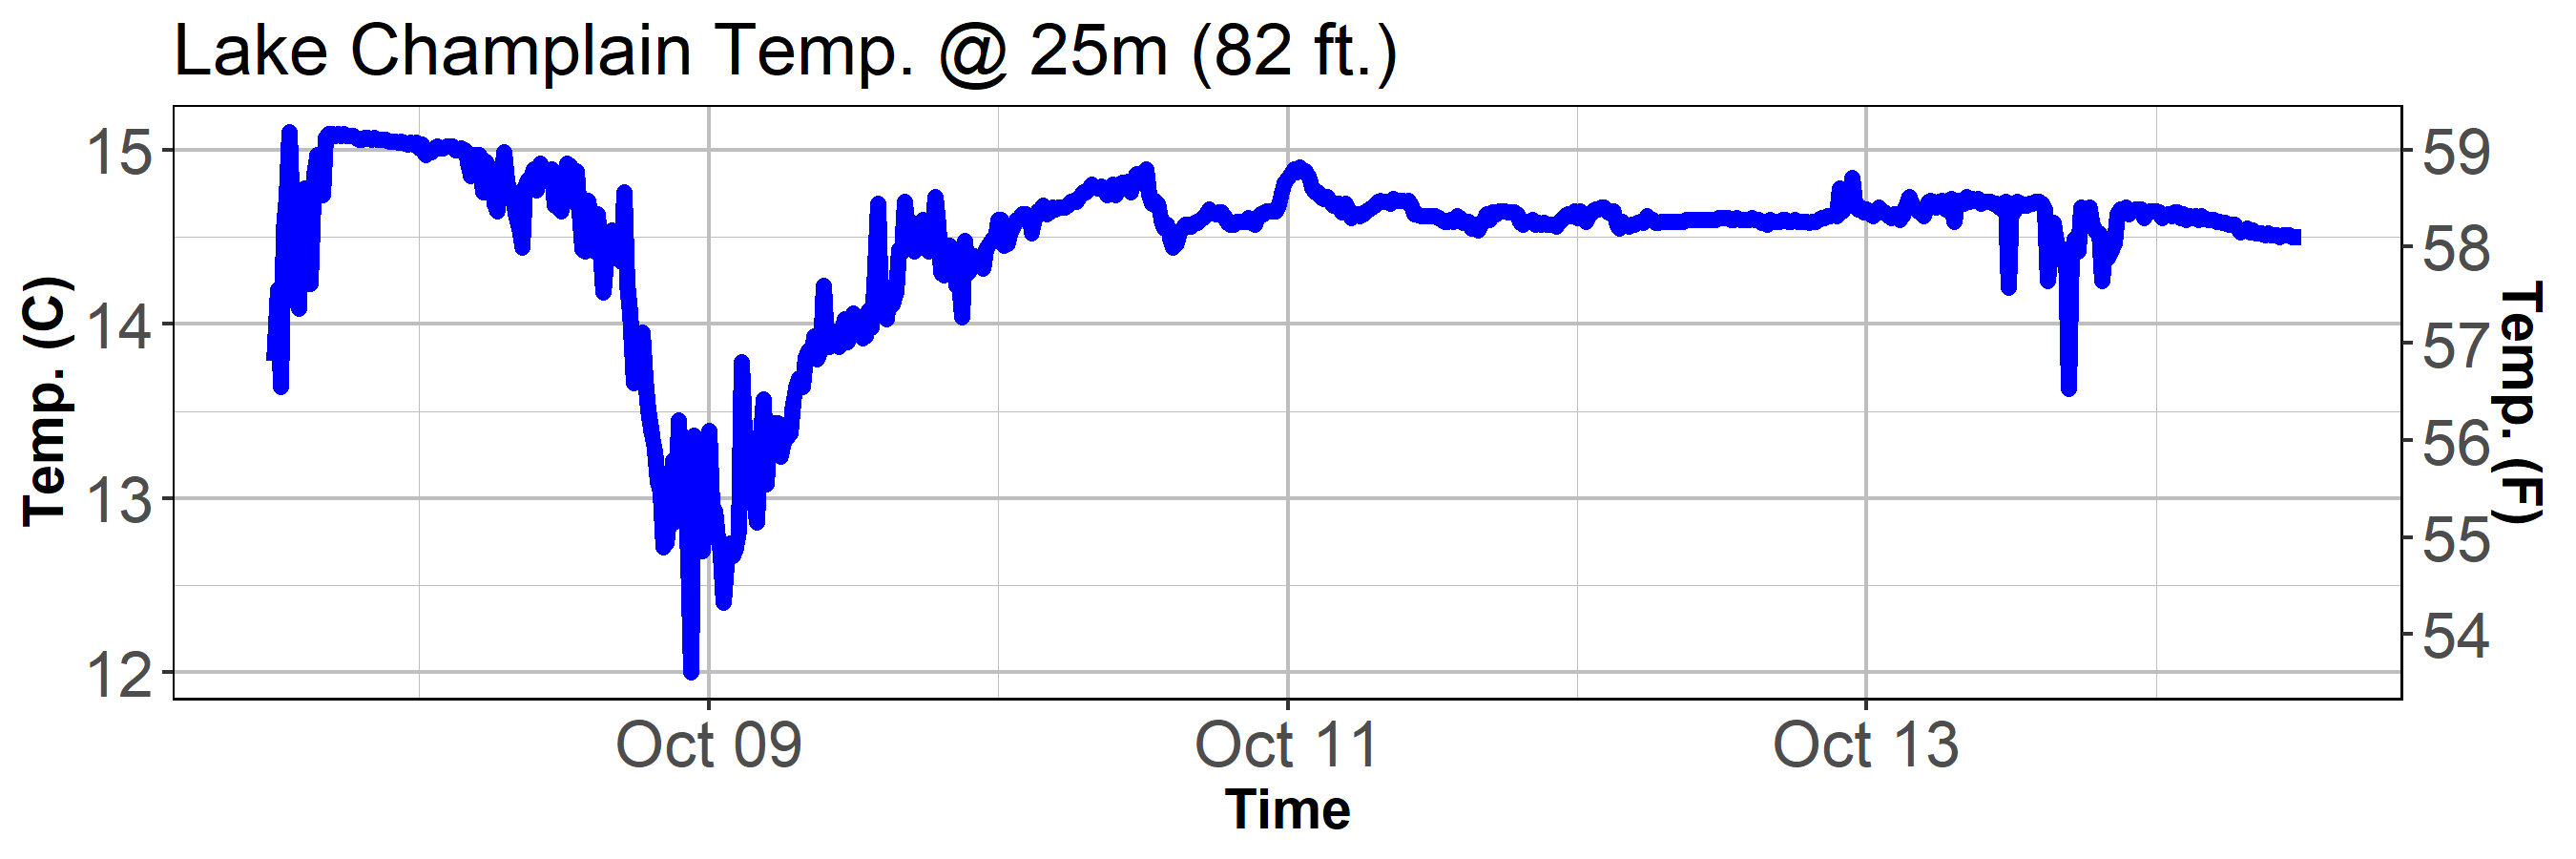 Lake Champlain Temp. @ 25m (82 ft.)
Temp. (C)
15
14
13
12
59
58
57
56
55
54
Temp. (F)
Oct 09
Oct 11
Oct 13
Time